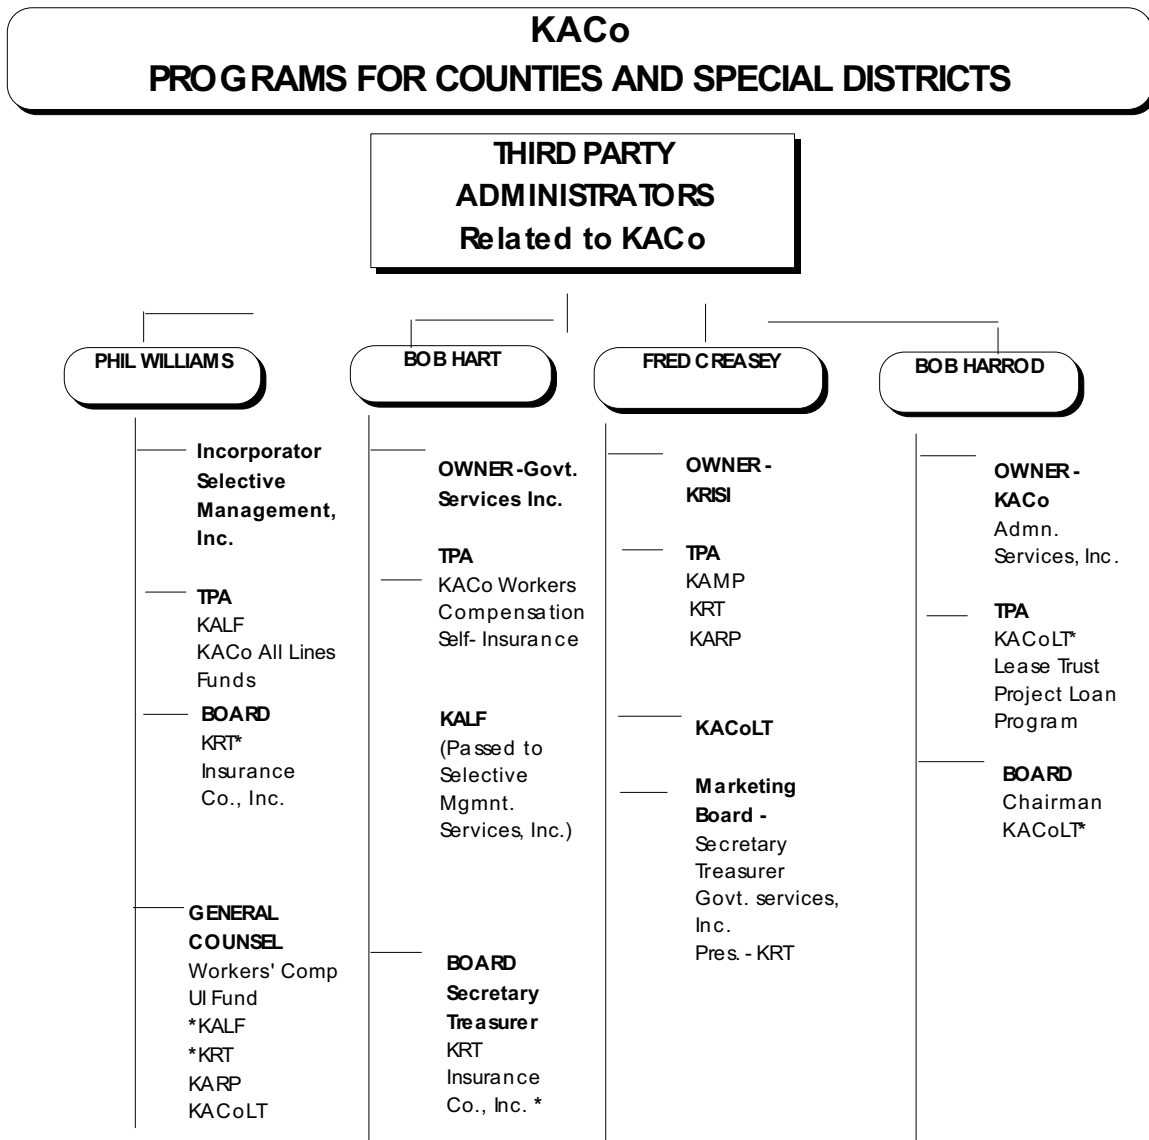 KACo
PROGRAMS FOR COUNTIES AND SPECIAL DISTRICTS
THIRD PARTY
ADMINISTRATORS
Related to KACo
PHIL WILLIAMS
Incorporator
Selective
Management,
Inc.
TPA
KALF
KACo All Lines
Funds
BOARD
KRT*
Insurance
Co., Inc.
GENERAL
COUNSEL
Workers' Comp
UI Fund
*KALF
*KRT
KARP
KACoLT
BOB HART
OWNER-Govt.
Services Inc.
TPA
KACo Workers
Compensation
Self- Insurance
KALF
(Passed to
Selective
Mgmnt.
Services, Inc.)
BOARD
Secretary
Treasurer
KRT
Insurance
Co., Inc. *
FRED CREASEY
OWNER -
KRISI
TPA
KAMP
KRT
KARP
KACoLT
Marketing
Board -
Secretary
Treasurer
Govt. services,
Inc.
Pres. - KRT
BOB HARROD
OWNER -
KACo
Admn.
Services, Inc.
TPA
KACoLT*
Lease Trust
Project Loan
Program
BOARD
Chairman
KACoLT*